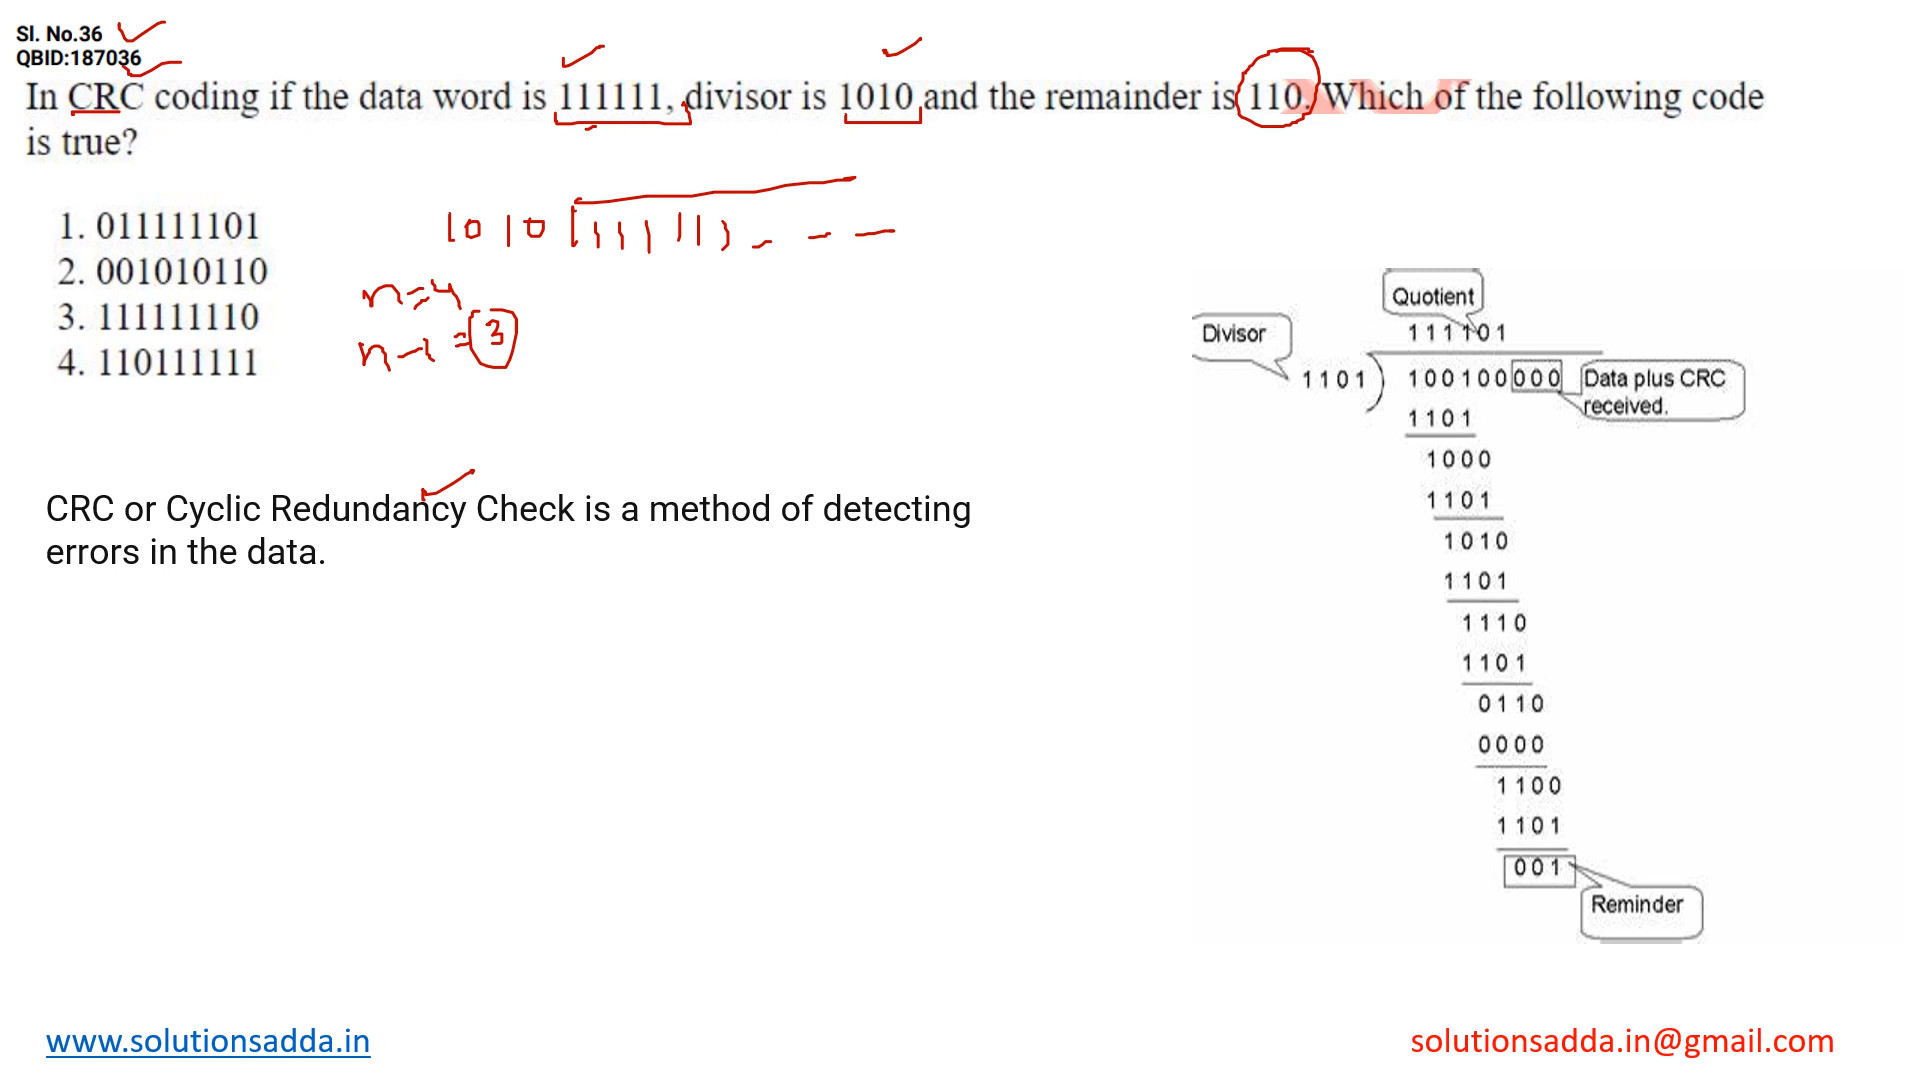 Sl. No.36
QBID:187036
In CRC coding if the data word is 111111, divisor is 1010 and the remainder is 110. Which of the following code
is true?
1. 011111101
2. 001010110
3. 111111110
4. 110111111
1010 111111 - - -
n=4
n-1 = 3
CRC or Cyclic Redundancy Check is a method of detecting
errors in the data.
Quotient
Divisor
111101
1101) 100100000
Data plus CRC
received.
1101
1000
1101
1010
1101
1110
1101
0110
0000
1100
1101
001
Reminder
www.solutionsadda.in
solutionsadda.in@gmail.com